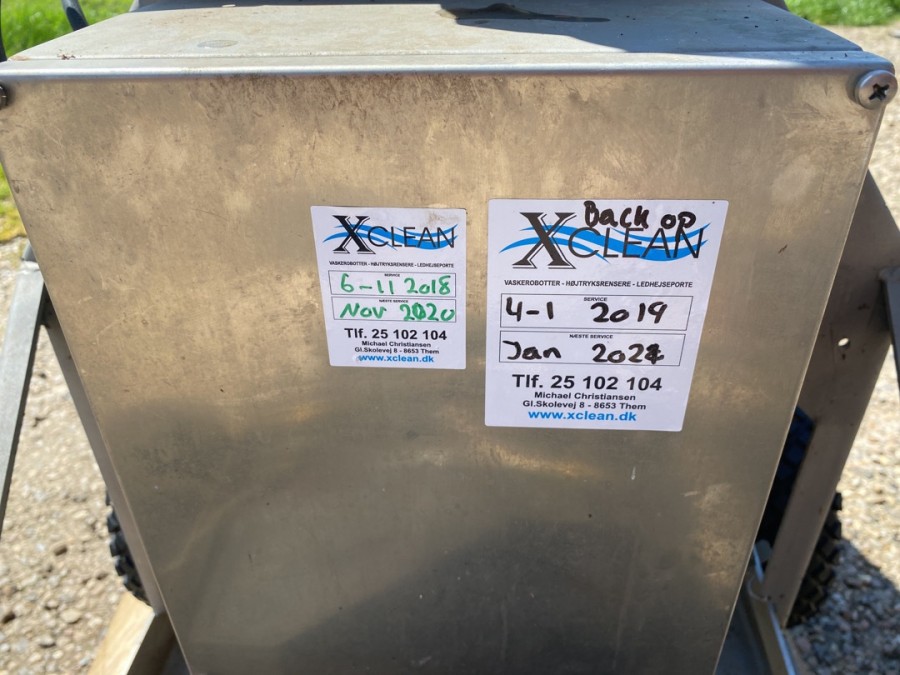 XCLEAN
VASKEROBOTTER - HØJTRYKSRENSERE - LEDHEJSEPORTE
SERVICE
6-11 2018
NÆSTE SERVICE
Nov 2020
Tlf. 25 102 104
Michael Christiansen
Gl.Skolevej 8 - 8653 Them
www.xclean.dk
Back op
XCLEAN
VASKEROBOTTER - HØJTRYKSRENSERE - LEDHEJSEPORTE
SERVICE
4-1 2019
NÆSTE SERVICE
Jan
Tlf. 25 102 104
Michael Christiansen
Gl.Skolevej 8 - 8653 Them
www.xclean.dk